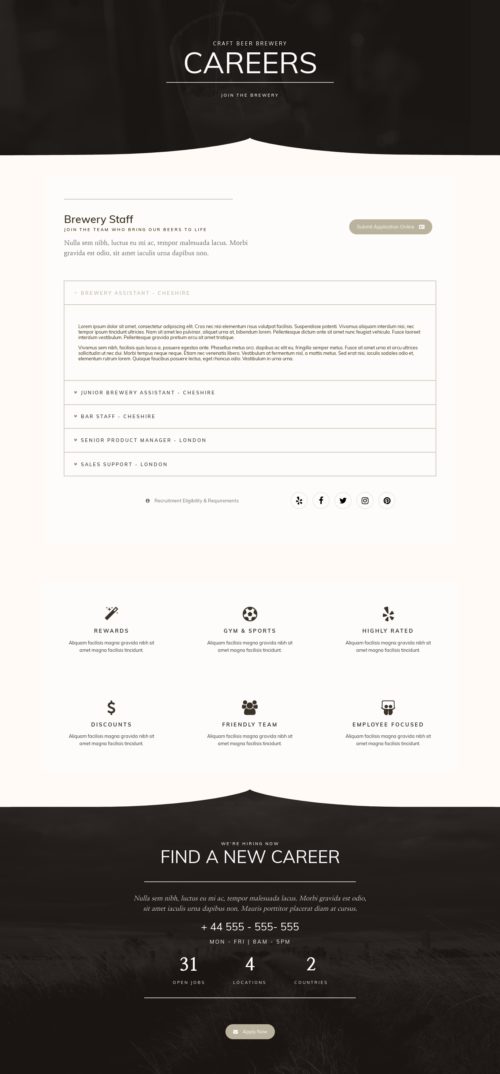 CRAFT BEER BREWERY
CAREERS
JOIN THE BREWERY
Brewery Staff
JOIN THE TEAM WHO BRING OUR BEERS TO LIFE
Nulla sem nibh, luctus eu mi ac, tempor malesuada lacus. Morbi
gravida est odio, sit amet iaculis urna dapibus non.
Submit Application Online
BREWERY ASSISTANT - CHESHIRE
Lorem ipsum dolor sit amet, consectetur adipiscing elit. Cras nec nisi elementum risus volutpat facilisis. Suspendisse potenti. Vivamus aliquam interdum nisi, nec
tempor ipsum tincidunt ultricies. Nam sit amet leo pulvinar, aliquet urna at, bibendum lorem. Pellentesque dictum ante sit amet nunc feugiat vehicula. Fusce laoreet
interdum vestibulum. Pellentesque gravida pretium arcu sit amet tristique.
Vivamus sem nibh, facilisis quis lacus a, posuere egestas ante. Phasellus metus orci, dapibus ac elit eu, fringilla semper metus. Fusce sit amet urna et arcu ultrices
sollicitudin ut nec dui. Morbi tempus neque neque. Etiam nec venenatis libero. Vestibulum at fermentum nisl, a mattis metus. Sed erat nisi, iaculis sodales odio et,
elementum rutrum lorem. Quisque faucibus posuere lectus, eget rhoncus odio. Vestibulum in urna urna.
JUNIOR BREWERY ASSISTANT - CHESHIRE
BAR STAFF - CHESHIRE
SENIOR PRODUCT MANAGER - LONDON
SALES SUPPORT - LONDON
Recruitment Eligibility & Requirements
REWARDS
Aliquam facilisis magna gravida nibh sit
amet magna facilisis tincidunt
GYM & SPORTS
Aliquam facilisis magna gravida nibh sit
amet magna facilisis tincidunt
HIGHLY RATED
Aliquam facilisis magna gravida nibh sit
amet magna facilisis tincidunt.
DISCOUNTS
Aliquam facilisis magna gravida nibh sit
amet magna facilisis tincidunt
FRIENDLY TEAM
Aliquam facilisis magna gravida nibh sit
amet magna facilisis tincidunt
EMPLOYEE FOCUSED
Aliquam facilisis magna gravida nibh sit
amet magna facilisis tincidunt.
WE'RE HIRING NOW
FIND A NEW CAREER
Nulla sem nibh, luctus eu mi ac, tempor malesuada lacus. Morbi gravida est odio,
sit amet iaculis urna dapibus non. Mauris porttitor placerat diam at cursus.
+ 44 555 - 555- 555
MON - FRI | 8AM - 5PM
31
OPEN JOBS
4
LOCATIONS
2
COUNTRIES
Apply Now